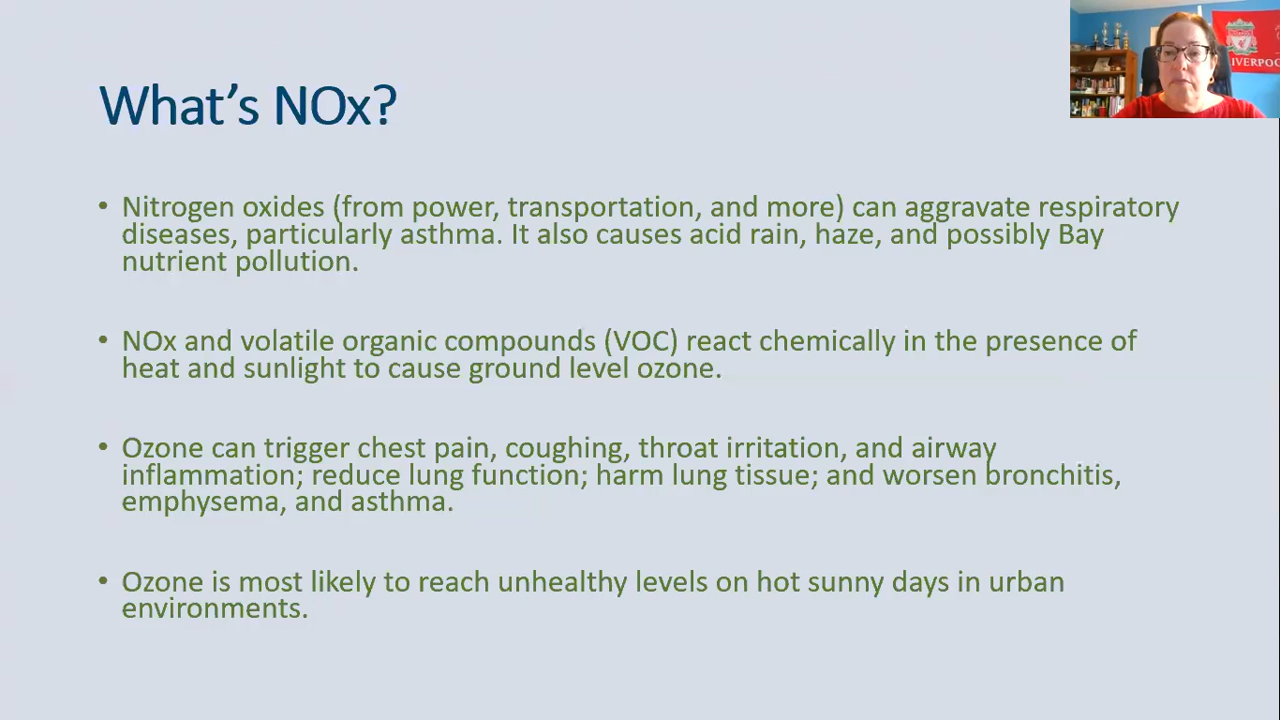 What's NOx?
• Nitrogen oxides (from power, transportation, and more) can aggravate respiratory
diseases, particularly asthma. It also causes acid rain, haze, and possibly Bay
nutrient pollution.
• NOx and volatile organic compounds (VOC) react chemically in the presence of
heat and sunlight to cause ground level ozone.
• Ozone can trigger chest pain, coughing, throat irritation, and airway
inflammation; reduce lung function; harm lung tissue; and worsen bronchitis,
emphysema, and asthma.
• Ozone is most likely to reach unhealthy levels on hot sunny days in urban
environments.
IVERPOO